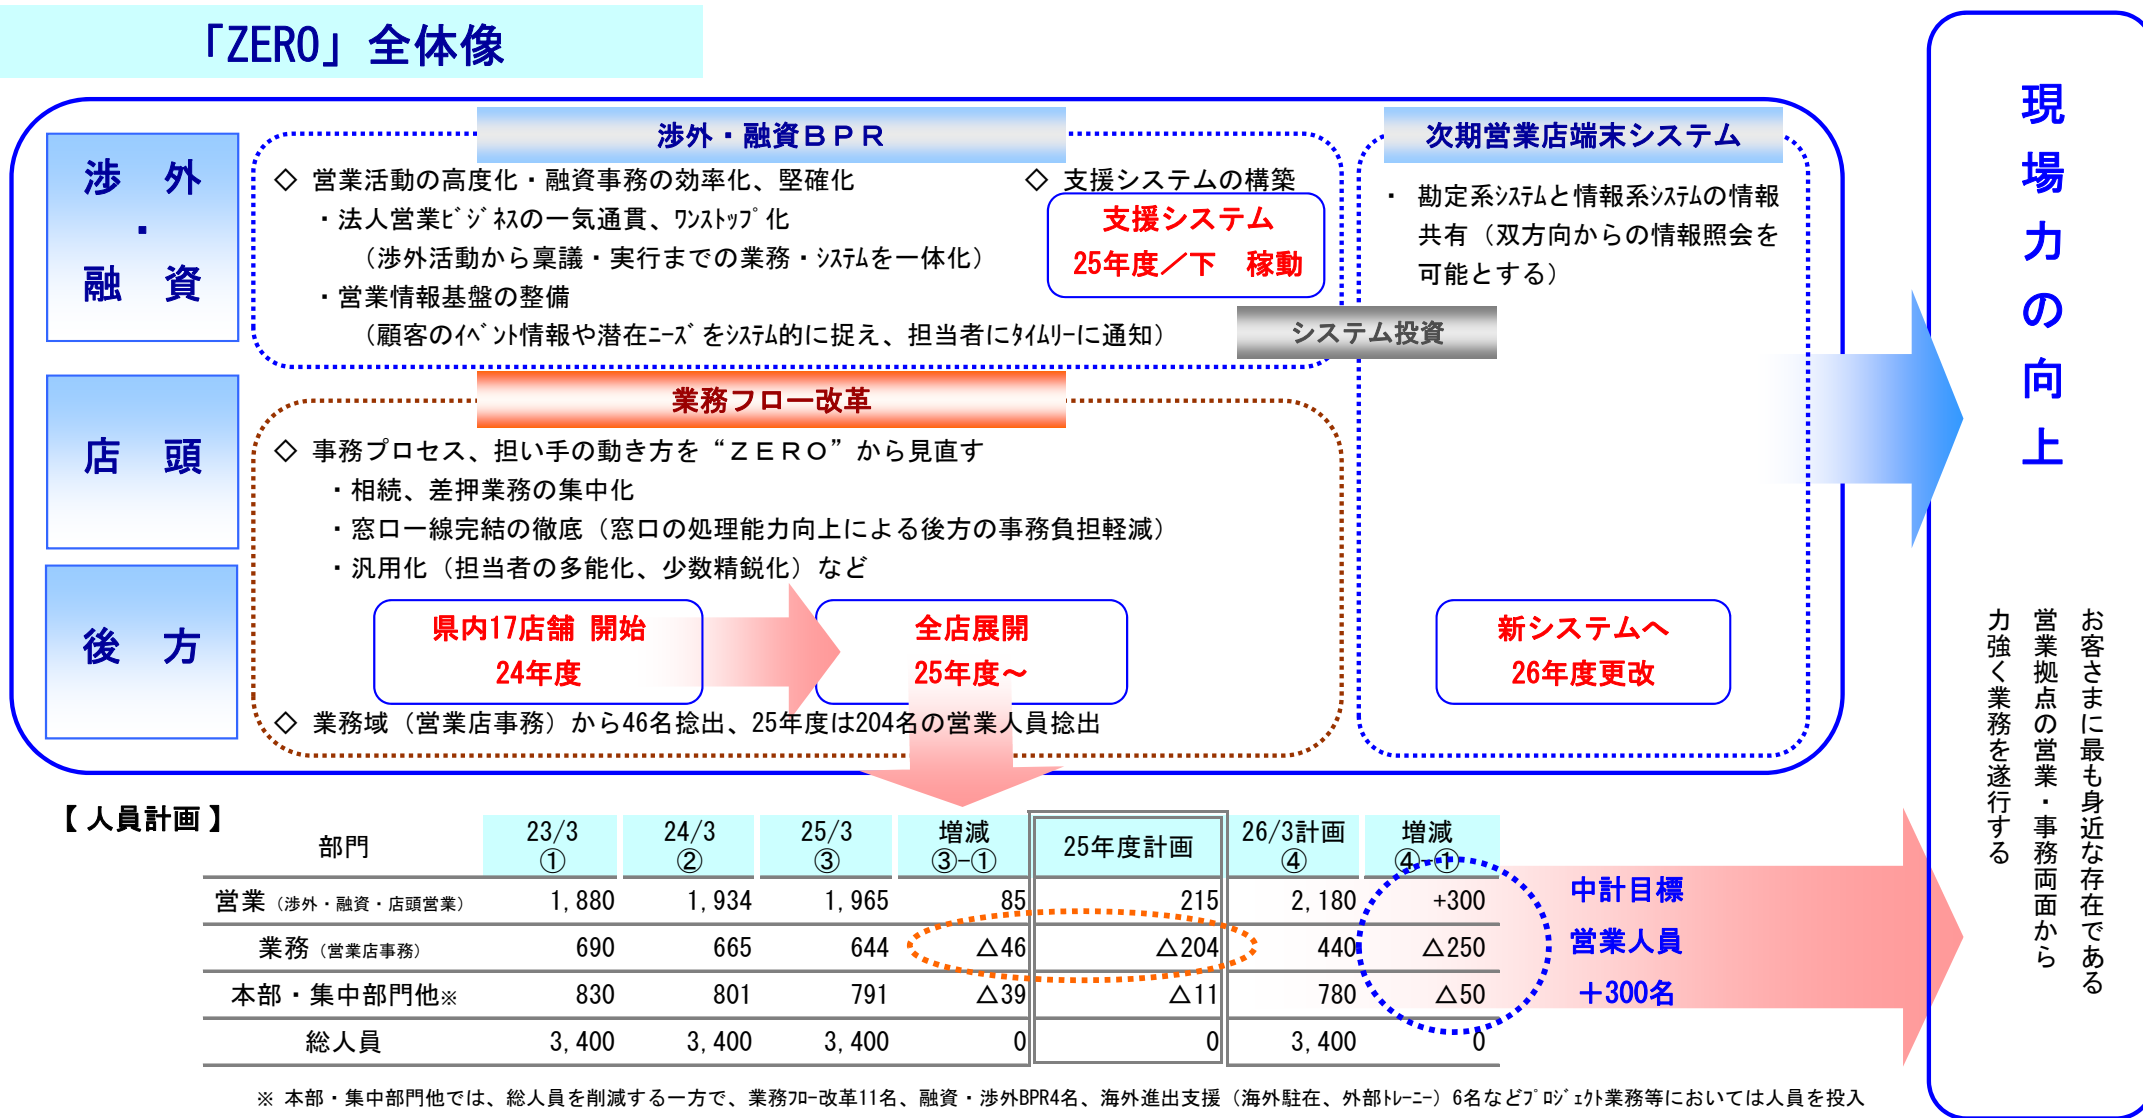 「ZERO」全体像
渉　外
・
融　資
渉外・融資ＢＰＲ
◇ 営業活動の高度化・融資事務の効率化、堅確化
・法人営業ﾋﾞｼﾞﾈｽの一気通貫、ﾜﾝｽﾄｯﾌﾟ化
（渉外活動から稟議・実行までの業務・ｼｽﾃﾑを一体化）
・営業情報基盤の整備
（顧客のｲﾍﾞﾝﾄ情報や潜在ﾆｰｽﾞをｼｽﾃﾑ的に捉え、担当者にﾀｲﾑﾘｰに通知）
◇ 支援システムの構築
支援システム
25年度／下　稼動
次期営業店端末システム
・ 勘定系ｼｽﾃﾑと情報系ｼｽﾃﾑの情報
共有（双方向からの情報照会を
可能とする）
システム投資
店　頭
後　方
業務フロー改革
◇ 事務プロセス、担い手の動き方を“ＺＥＲＯ”から見直す
・相続、差押業務の集中化
・窓口一線完結の徹底（窓口の処理能力向上による後方の事務負担軽減）
・汎用化（担当者の多能化、少数精鋭化）など
県内17店舗 開始
24年度
全店展開
25年度～
新システムへ
26年度更改
◇ 業務域（営業店事務）から46名捻出、25年度は204名の営業人員捻出
現場力の向上
お客さまに最も身近な存在である
営業拠点の営業・事務両面から
力強く業務を遂行する
【人員計画】
部門 23/3 ① 24/3 ② 25/3 ③ 増減 ③-① 25年度計画 26/3計画 ④ 増減 ④-①
営業（渉外・融資・店頭営業） 1,880 1,934 1,965 85 215 2,180 +300
業務（営業店事務） 690 665 644 △46 △204 440 △250
本部・集中部門他※ 830 801 791 △39 △11 780 △50
総人員 3,400 3,400 3,400 0 0 3,400 0
中計目標
営業人員
＋300名
※ 本部・集中部門他では、総人員を削減する一方で、業務ﾌﾛｰ改革11名、融資・渉外BPR4名、海外進出支援（海外駐在、外部ﾄﾚｰﾆｰ）6名などﾌﾟﾛｼﾞｪｸﾄ業務等においては人員を投入